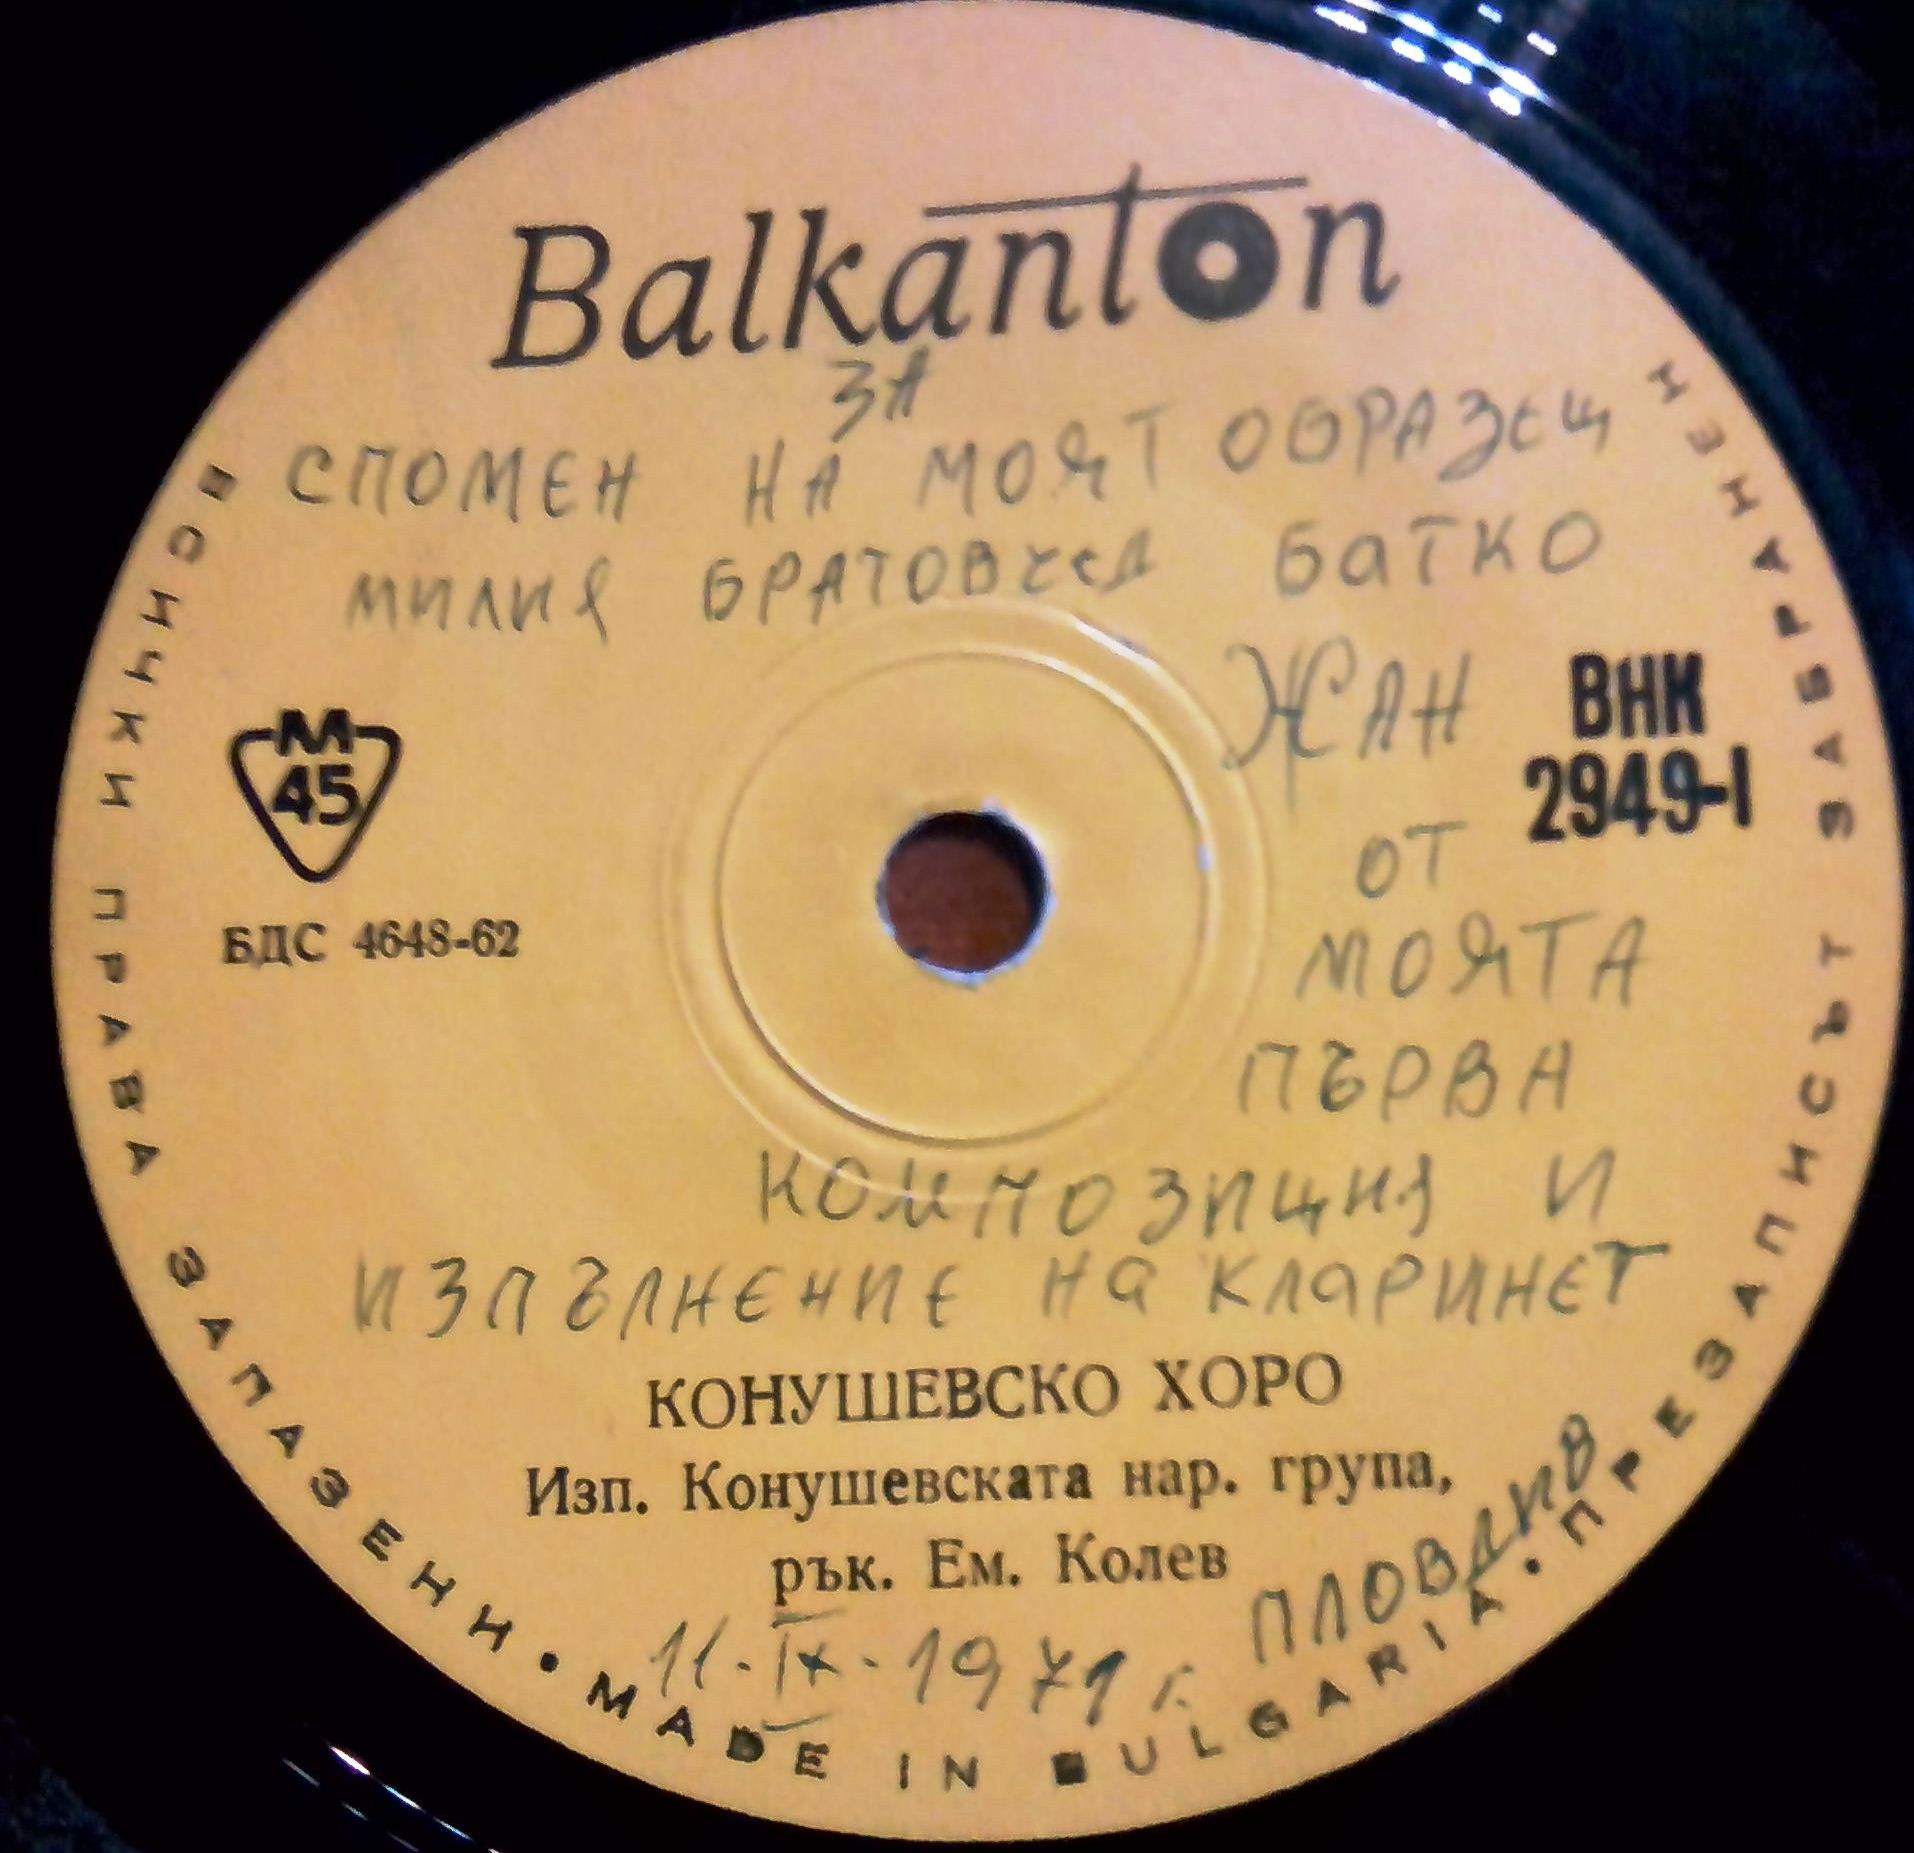 Balkanton
ЗА
СПОМЕН НА МОЯТ ОБРАЗЕЦ
МИЛИЯ БРАТОВЧЕД БАТКО
ЖАН
ОТ
МОЯТА
ПЪРВА
КОМПОЗИЦИЯ И
ИЗПЪЛНЕНИЕ НА КЛАРИНЕТ
М
45
БДС 4648-62
ВНК
2949-I
КОНУШЕВСКО ХОРО
Изп. Конушевската нар. група,
рък. Ем. Колев
11.IX.1971 г. ПЛОВДИВ
ВСИЧКИ ПРАВА ЗАПАЗЕНИ • MADE IN BULGARIA • ПРЕЗАПИСЪТ ЗАБРАНЕН